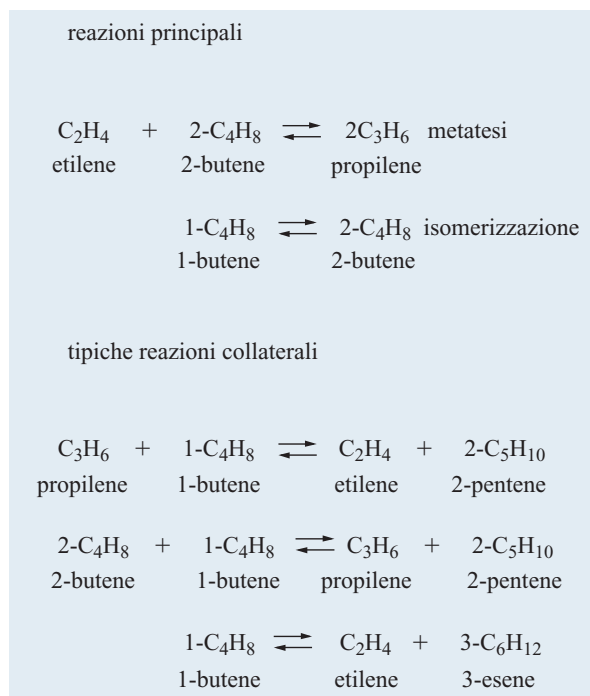 reazioni principali
C₂H₄ + 2-C₄H₈ ⇌ 2C₃H₆ metatesi
etilene 2-butene propilene
1-C₄H₈ ⇌ 2-C₄H₈ isomerizzazione
1-butene 2-butene
tipiche reazioni collaterali
C₃H₆ + 1-C₄H₈ ⇌ C₂H₄ + 2-C₅H₁₀
propilene 1-butene etilene 2-pentene
2-C₄H₈ + 1-C₄H₈ ⇌ C₃H₆ + 2-C₅H₁₀
2-butene 1-butene propilene 2-pentene
1-C₄H₈ ⇌ C₂H₄ + 3-C₆H₁₂
1-butene etilene 3-esene